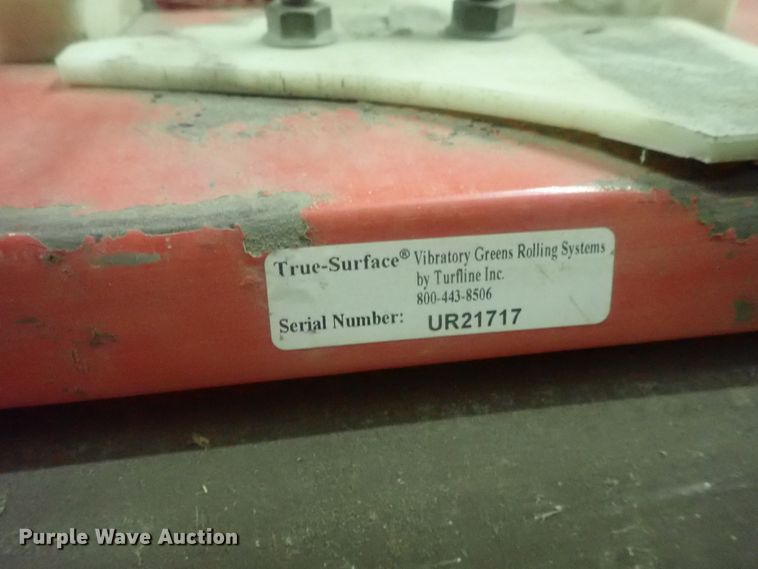 True-Surface® Vibratory Greens Rolling Systems
by Turfline Inc.
800-443-8506
Serial Number: UR21717
Purple Wave Auction